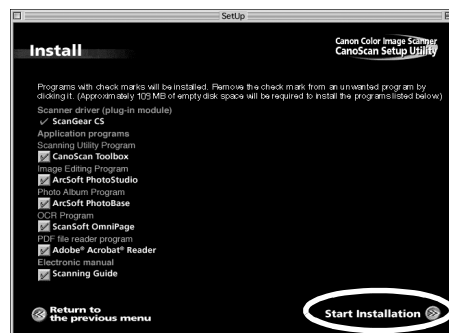 SetUp
Install
Canon Color Image Scanner
CanoScan Setup Utility
Programs with check marks will be installed. Remove the check mark from an unwanted program by
clicking it. (Approximately 109 MB of empty disk space will be required to install the programs listed below.)
Scanner driver (plug-in module)
ScanGear CS
Application programs
Scanning Utility Program
CanoScan Toolbox
Image Editing Program
ArcSoft PhotoStudio
Photo Album Program
ArcSoft PhotoBase
OCR Program
ScanSoft OmniPage
PDF file reader program
Adobe® Acrobat® Reader
Electronic manual
Scanning Guide
Return to
the previous menu
Start Installation